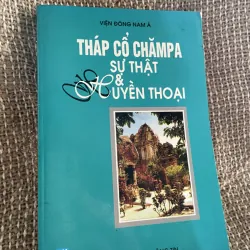 VIỆN ĐÔNG NAM Á
THÁP CỔ CHĂMPA
SỰ THẬT
&
HUYỀN THOẠI